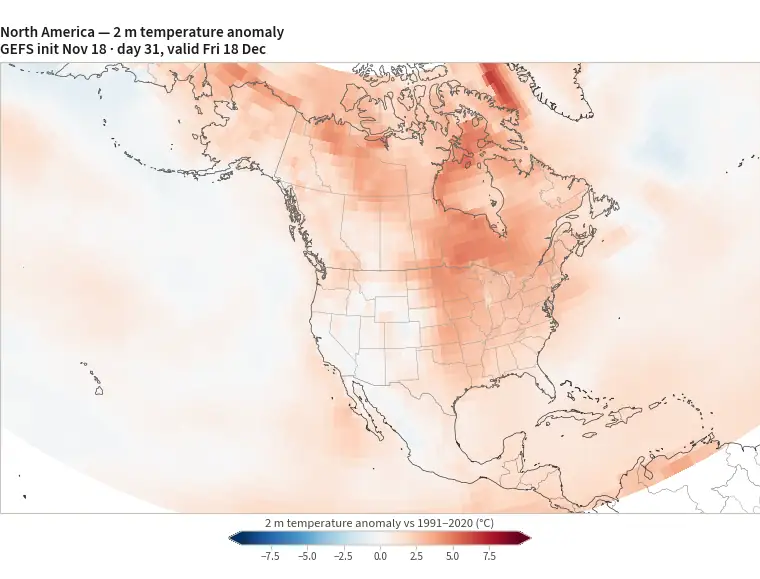 North America — 2 m temperature anomaly
GEFS init Nov 18 · day 31, valid Fri 18 Dec
2 m temperature anomaly vs 1991–2020 (°C)
−7.5 −5.0 −2.5 0.0 2.5 5.0 7.5